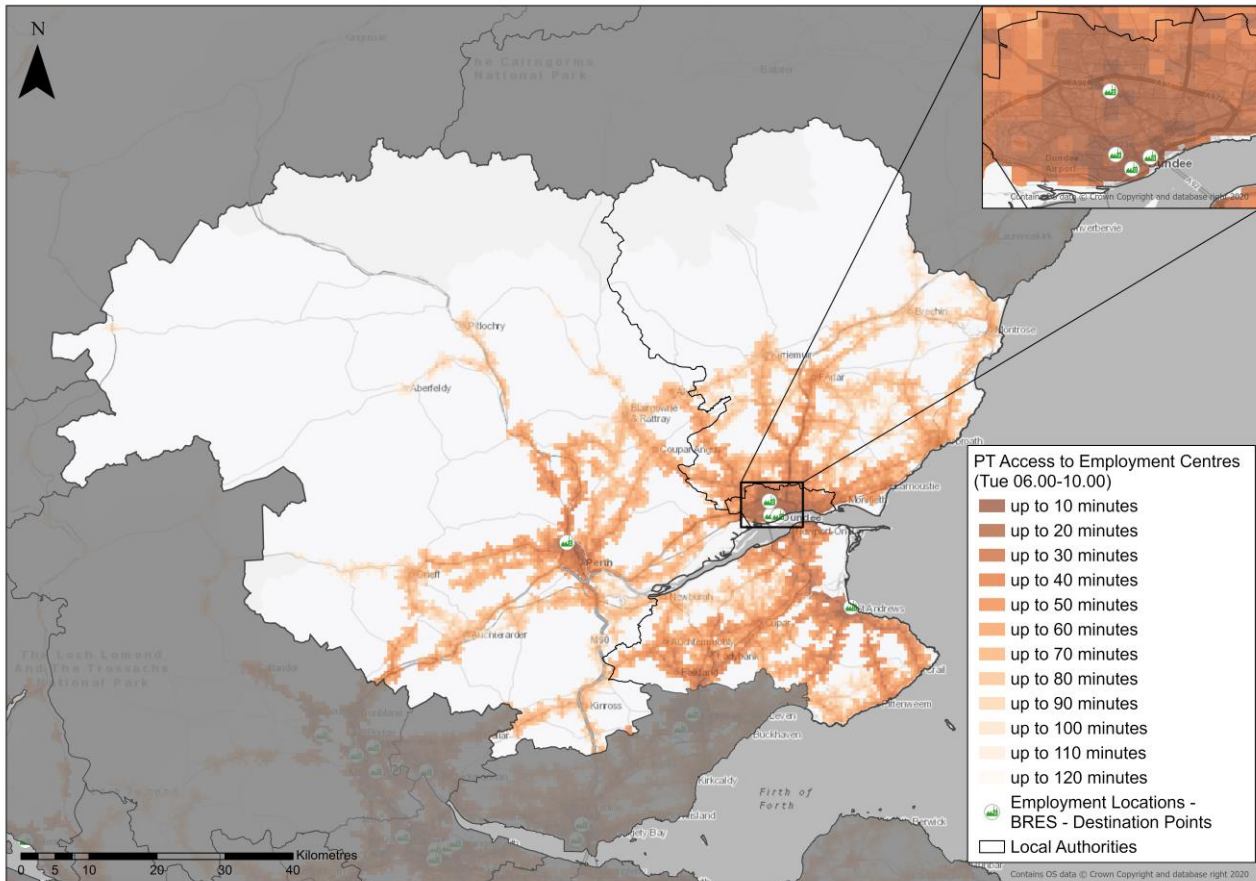 N
The Cairngorms
National Park
Dundee
Airport
Contains OS data © Crown Copyright and database right 2020
Pitlochry
Aberfeldy
Brechin
Montrose
Kirriemuir
Forfar
Blairgowrie
& Rattray
Coupar Angus
Carnoustie
Monifieth
Dundee
Perth
Crieff
Newburgh
St Andrews
Cupar
Auchtermuchty
Ladybank
Auchterarder
M90
Falkland
Crail
Kinross
Pittenweem
The Loch Lomond
And The Trossachs
National Park
Leven
Buckhaven
Kirkcaldy
Firth of
Forth
PT Access to Employment Centres
(Tue 06.00-10.00)
up to 10 minutes
up to 20 minutes
up to 30 minutes
up to 40 minutes
up to 50 minutes
up to 60 minutes
up to 70 minutes
up to 80 minutes
up to 90 minutes
up to 100 minutes
up to 110 minutes
up to 120 minutes
Employment Locations -
BRES - Destination Points
Local Authorities
Kilometres
0 5 10 20 30 40
Contains OS data © Crown Copyright and database right 2020